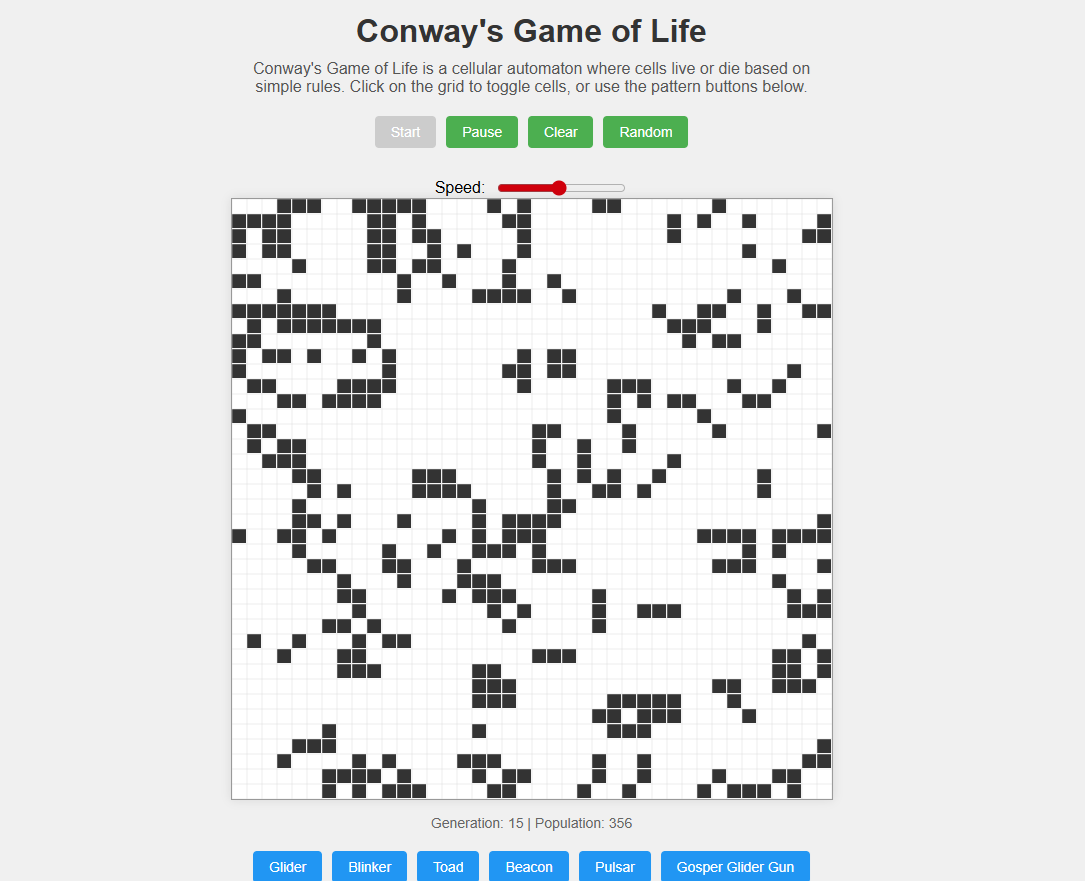 Conway's Game of Life
Conway's Game of Life is a cellular automaton where cells live or die based on
simple rules. Click on the grid to toggle cells, or use the pattern buttons below.
Start Pause Clear Random
Speed:
Generation: 15 | Population: 356
Glider Blinker Toad Beacon Pulsar Gosper Glider Gun